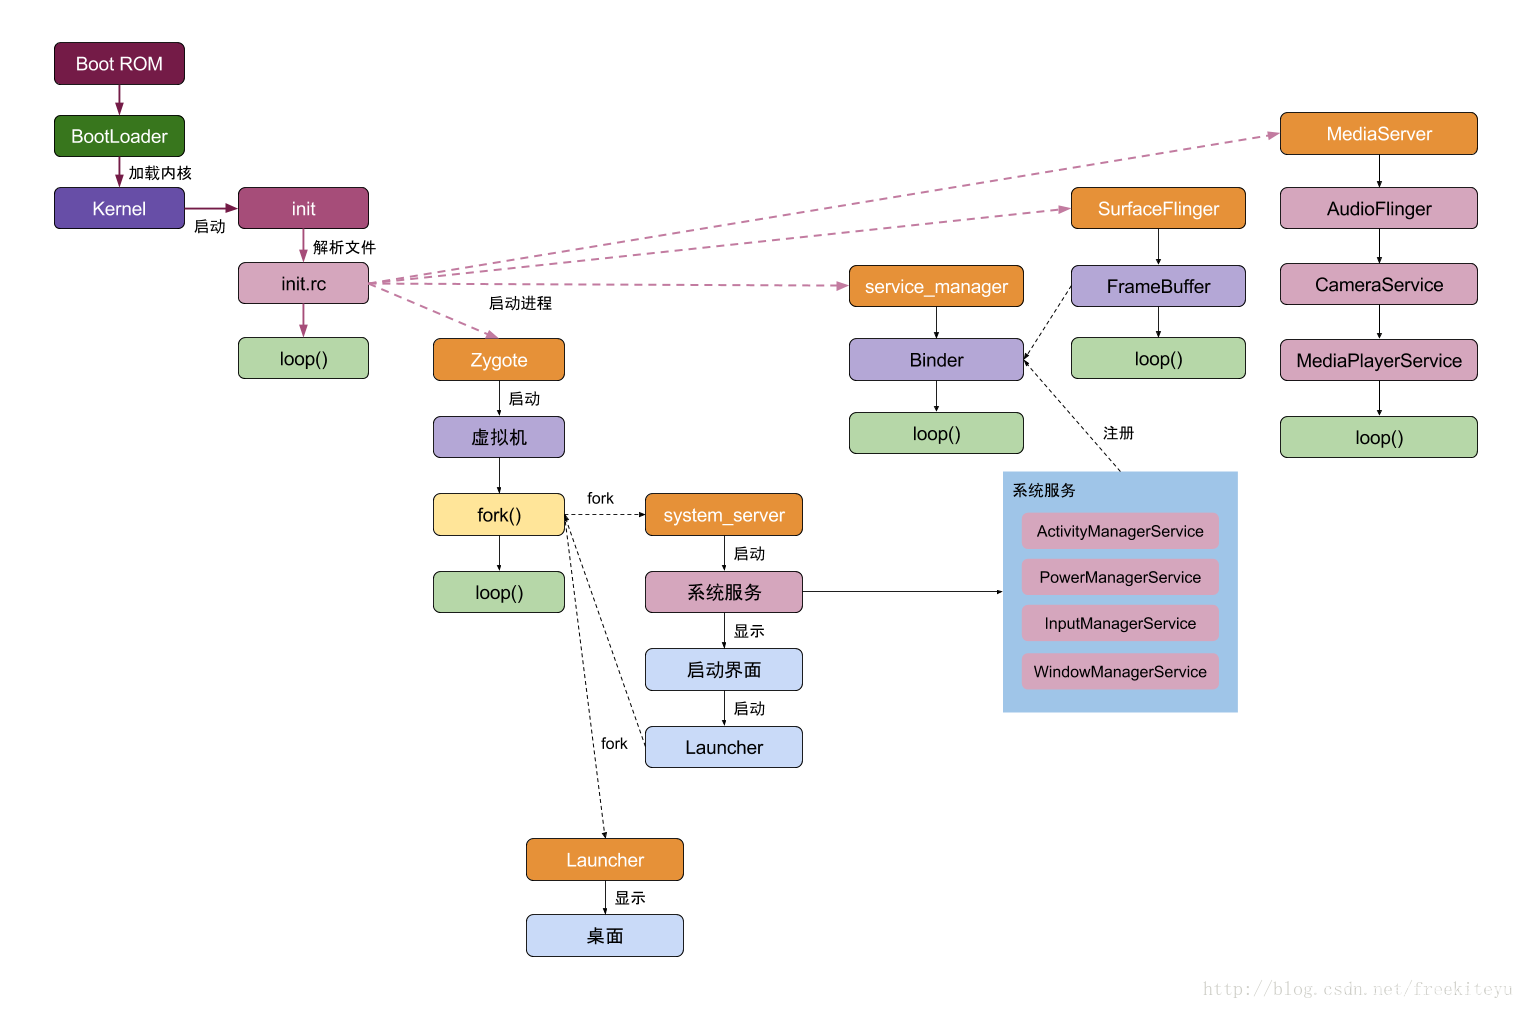 Boot ROM
BootLoader
加载内核
Kernel
启动
init
解析文件
init.rc
loop()
启动进程
Zygote
启动
虚拟机
fork()
loop()
fork
system_server
启动
系统服务
显示
启动界面
启动
Launcher
fork
Launcher
显示
桌面
service_manager
Binder
loop()
SurfaceFlinger
FrameBuffer
loop()
注册
系统服务
ActivityManagerService
PowerManagerService
InputManagerService
WindowManagerService
MediaServer
AudioFlinger
CameraService
MediaPlayerService
loop()
http://blog.csdn.net/freekiteyu